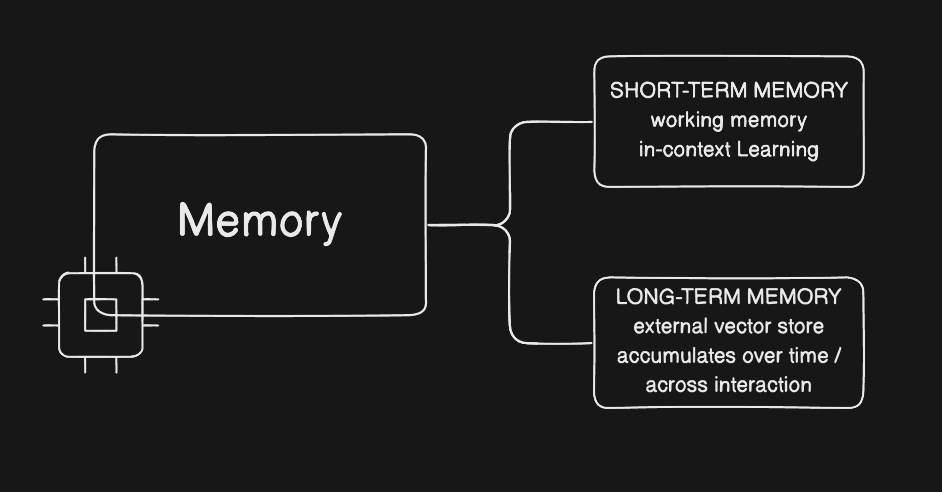 Memory
SHORT-TERM MEMORY
working memory
in-context Learning
LONG-TERM MEMORY
external vector store
accumulates over time /
across interaction